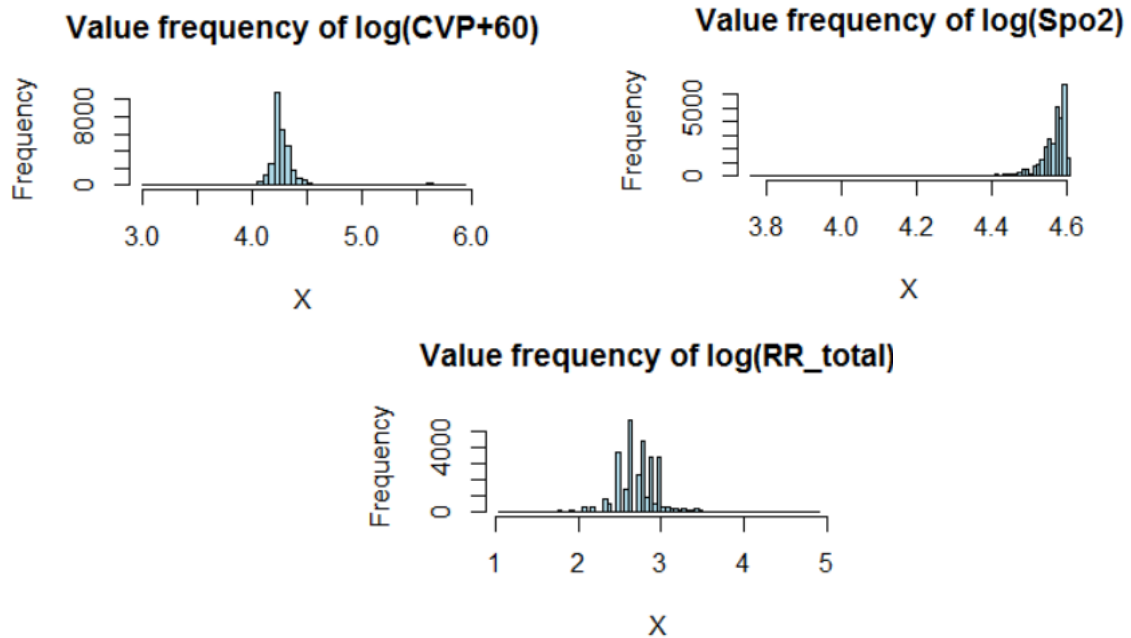 Value frequency of log(CVP+60)
Frequency
0 8000
3.0 4.0 5.0 6.0
X
Value frequency of log(Spo2)
Frequency
0 5000
3.8 4.0 4.2 4.4 4.6
X
Value frequency of log(RR_total)
Frequency
0 4000
1 2 3 4 5
X